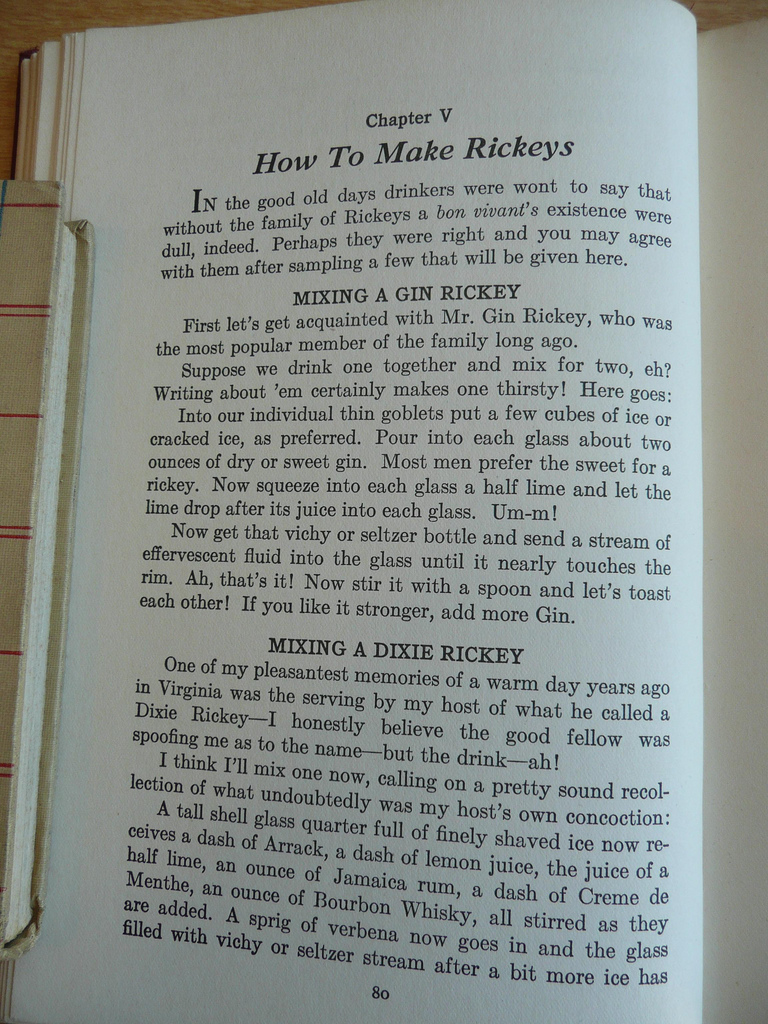 Chapter V
How To Make Rickeys
IN the good old days drinkers were wont to say that
without the family of Rickeys a bon vivant's existence were
dull, indeed. Perhaps they were right and you may agree
with them after sampling a few that will be given here.
MIXING A GIN RICKEY
First let's get acquainted with Mr. Gin Rickey, who was
the most popular member of the family long ago.
Suppose we drink one together and mix for two, eh?
Writing about 'em certainly makes one thirsty! Here goes:
Into our individual thin goblets put a few cubes of ice or
cracked ice, as preferred. Pour into each glass about two
ounces of dry or sweet gin. Most men prefer the sweet for a
rickey. Now squeeze into each glass a half lime and let the
lime drop after its juice into each glass. Um-m!
Now get that vichy or seltzer bottle and send a stream of
effervescent fluid into the glass until it nearly touches the
rim. Ah, that's it! Now stir it with a spoon and let's toast
each other! If you like it stronger, add more Gin.
MIXING A DIXIE RICKEY
One of my pleasantest memories of a warm day years ago
in Virginia was the serving by my host of what he called a
Dixie Rickey—I honestly believe the good fellow was
spoofing me as to the name—but the drink—ah!
I think I'll mix one now, calling on a pretty sound recol-
lection of what undoubtedly was my host's own concoction:
A tall shell glass quarter full of finely shaved ice now re-
ceives a dash of Arrack, a dash of lemon juice, the juice of a
half lime, an ounce of Jamaica rum, a dash of Creme de
Menthe, an ounce of Bourbon Whisky, all stirred as they
are added. A sprig of verbena now goes in and the glass
filled with vichy or seltzer stream after a bit more ice has
80